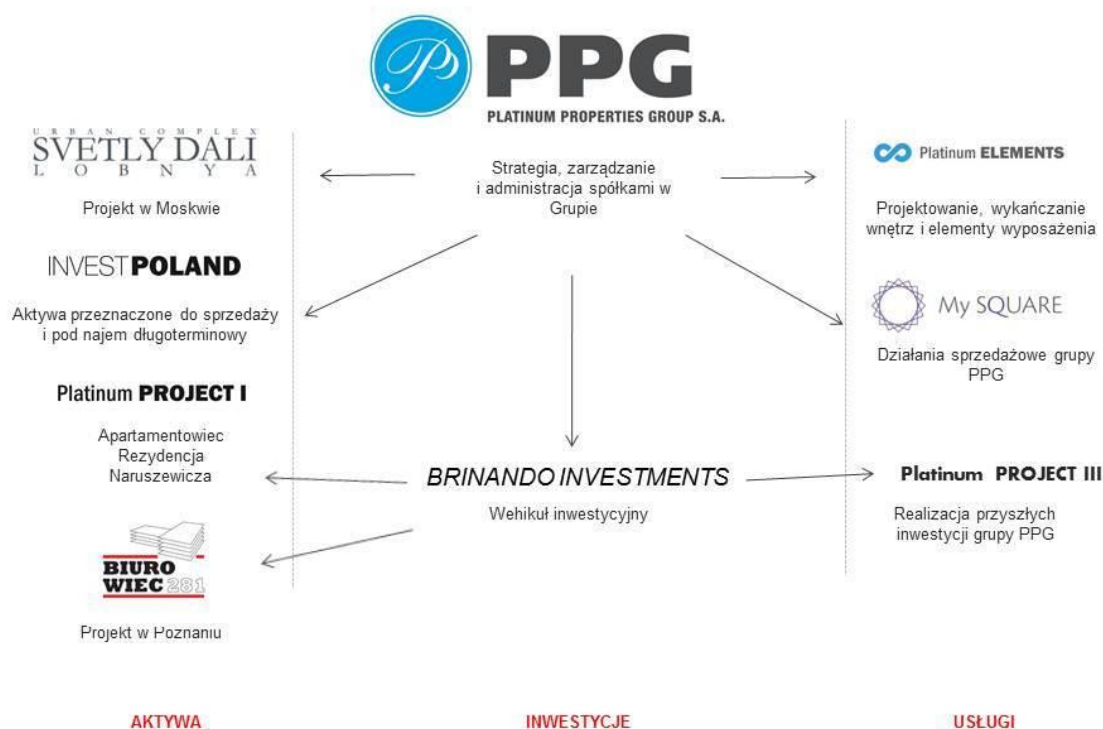 PPG
PLATINUM PROPERTIES GROUP S.A.
Strategia, zarządzanie
i administracja spółkami w
Grupie
URBAN COMPLEX
SVETLY DALI
LOBNYA
Projekt w Moskwie
INVESTPOLAND
Aktywa przeznaczone do sprzedaży
i pod najem długoterminowy
Platinum PROJECT I
Apartamentowiec
Rezydencja
Naruszewicza
BIURO
WIEC 281
Projekt w Poznaniu
AKTYWA
BRINANDO INVESTMENTS
Wehikuł inwestycyjny
INWESTYCJE
Platinum ELEMENTS
Projektowanie, wykańczanie
wnętrz i elementy wyposażenia
My SQUARE
Działania sprzedażowe grupy
PPG
Platinum PROJECT III
Realizacja przyszłych
inwestycji grupy PPG
USŁUGI